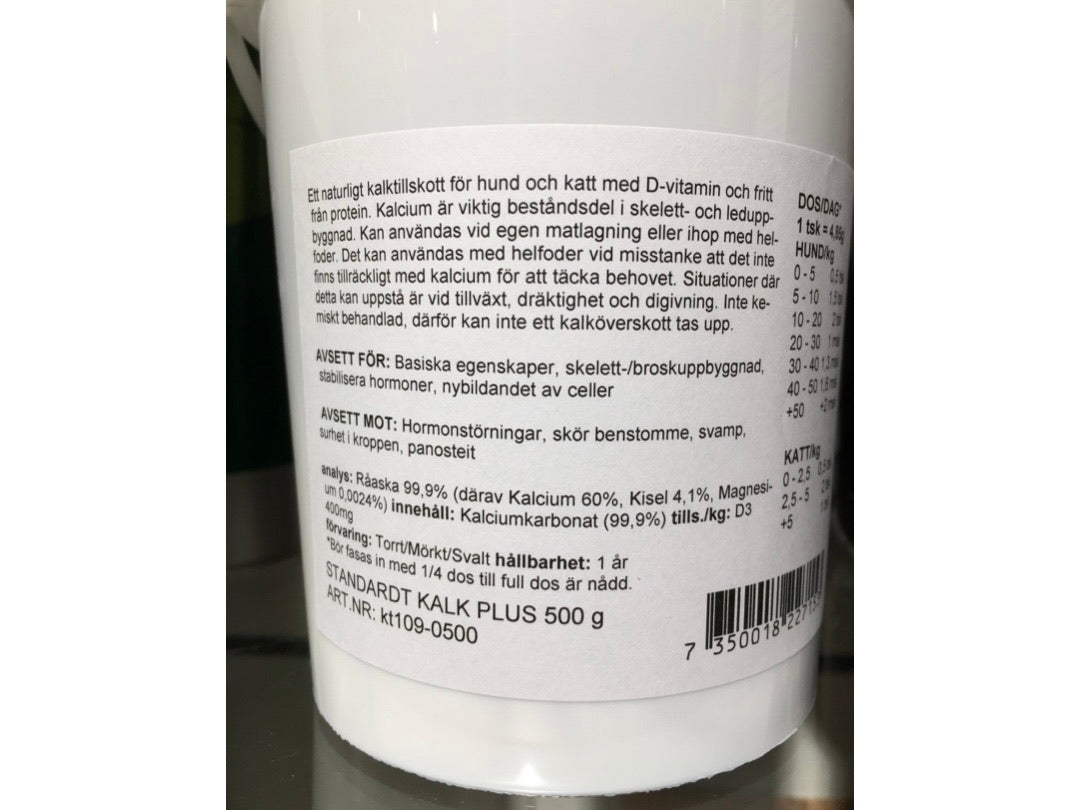 Ett naturligt kalktillskott för hund och katt med D-vitamin och fritt
från protein. Kalcium är viktig beståndsdel i skelett- och ledupp-
byggnad. Kan användas vid egen matlagning eller ihop med hel-
foder. Det kan användas med helfoder vid misstanke att det inte
finns tillräckligt med kalcium för att täcka behovet. Situationer där
detta kan uppstå är vid tillväxt, dräktighet och digivning. Inte ke-
miskt behandlad, därför kan inte ett kalköverskott tas upp.
AVSETT FÖR: Basiska egenskaper, skelett-/broskuppbyggnad,
stabilisera hormoner, nybildandet av celler
AVSETT MOT: Hormonstörningar, skör benstomme, svamp,
surhet i kroppen, panosteit
analys: Råaska 99,9% (därav Kalcium 60%, Kisel 4,1%, Magnesi-
um 0,0024%) innehåll: Kalciumkarbonat (99,9%) tills./kg: D3
400mg
förvaring: Torrt/Mörkt/Svalt hållbarhet: 1 år
*Bör fasas in med 1/4 dos till full dos är nådd.
STANDARDT KALK PLUS 500 g
ART.NR: kt109-0500
DOS/DAG*
1 tsk = 4,85g
HUND/kg
0 - 5
5 - 10
10 - 20
20 - 30
30 - 40
40 - 50
+50
KATT/kg
0 - 2,5
2,5 - 5
+5
7 350018